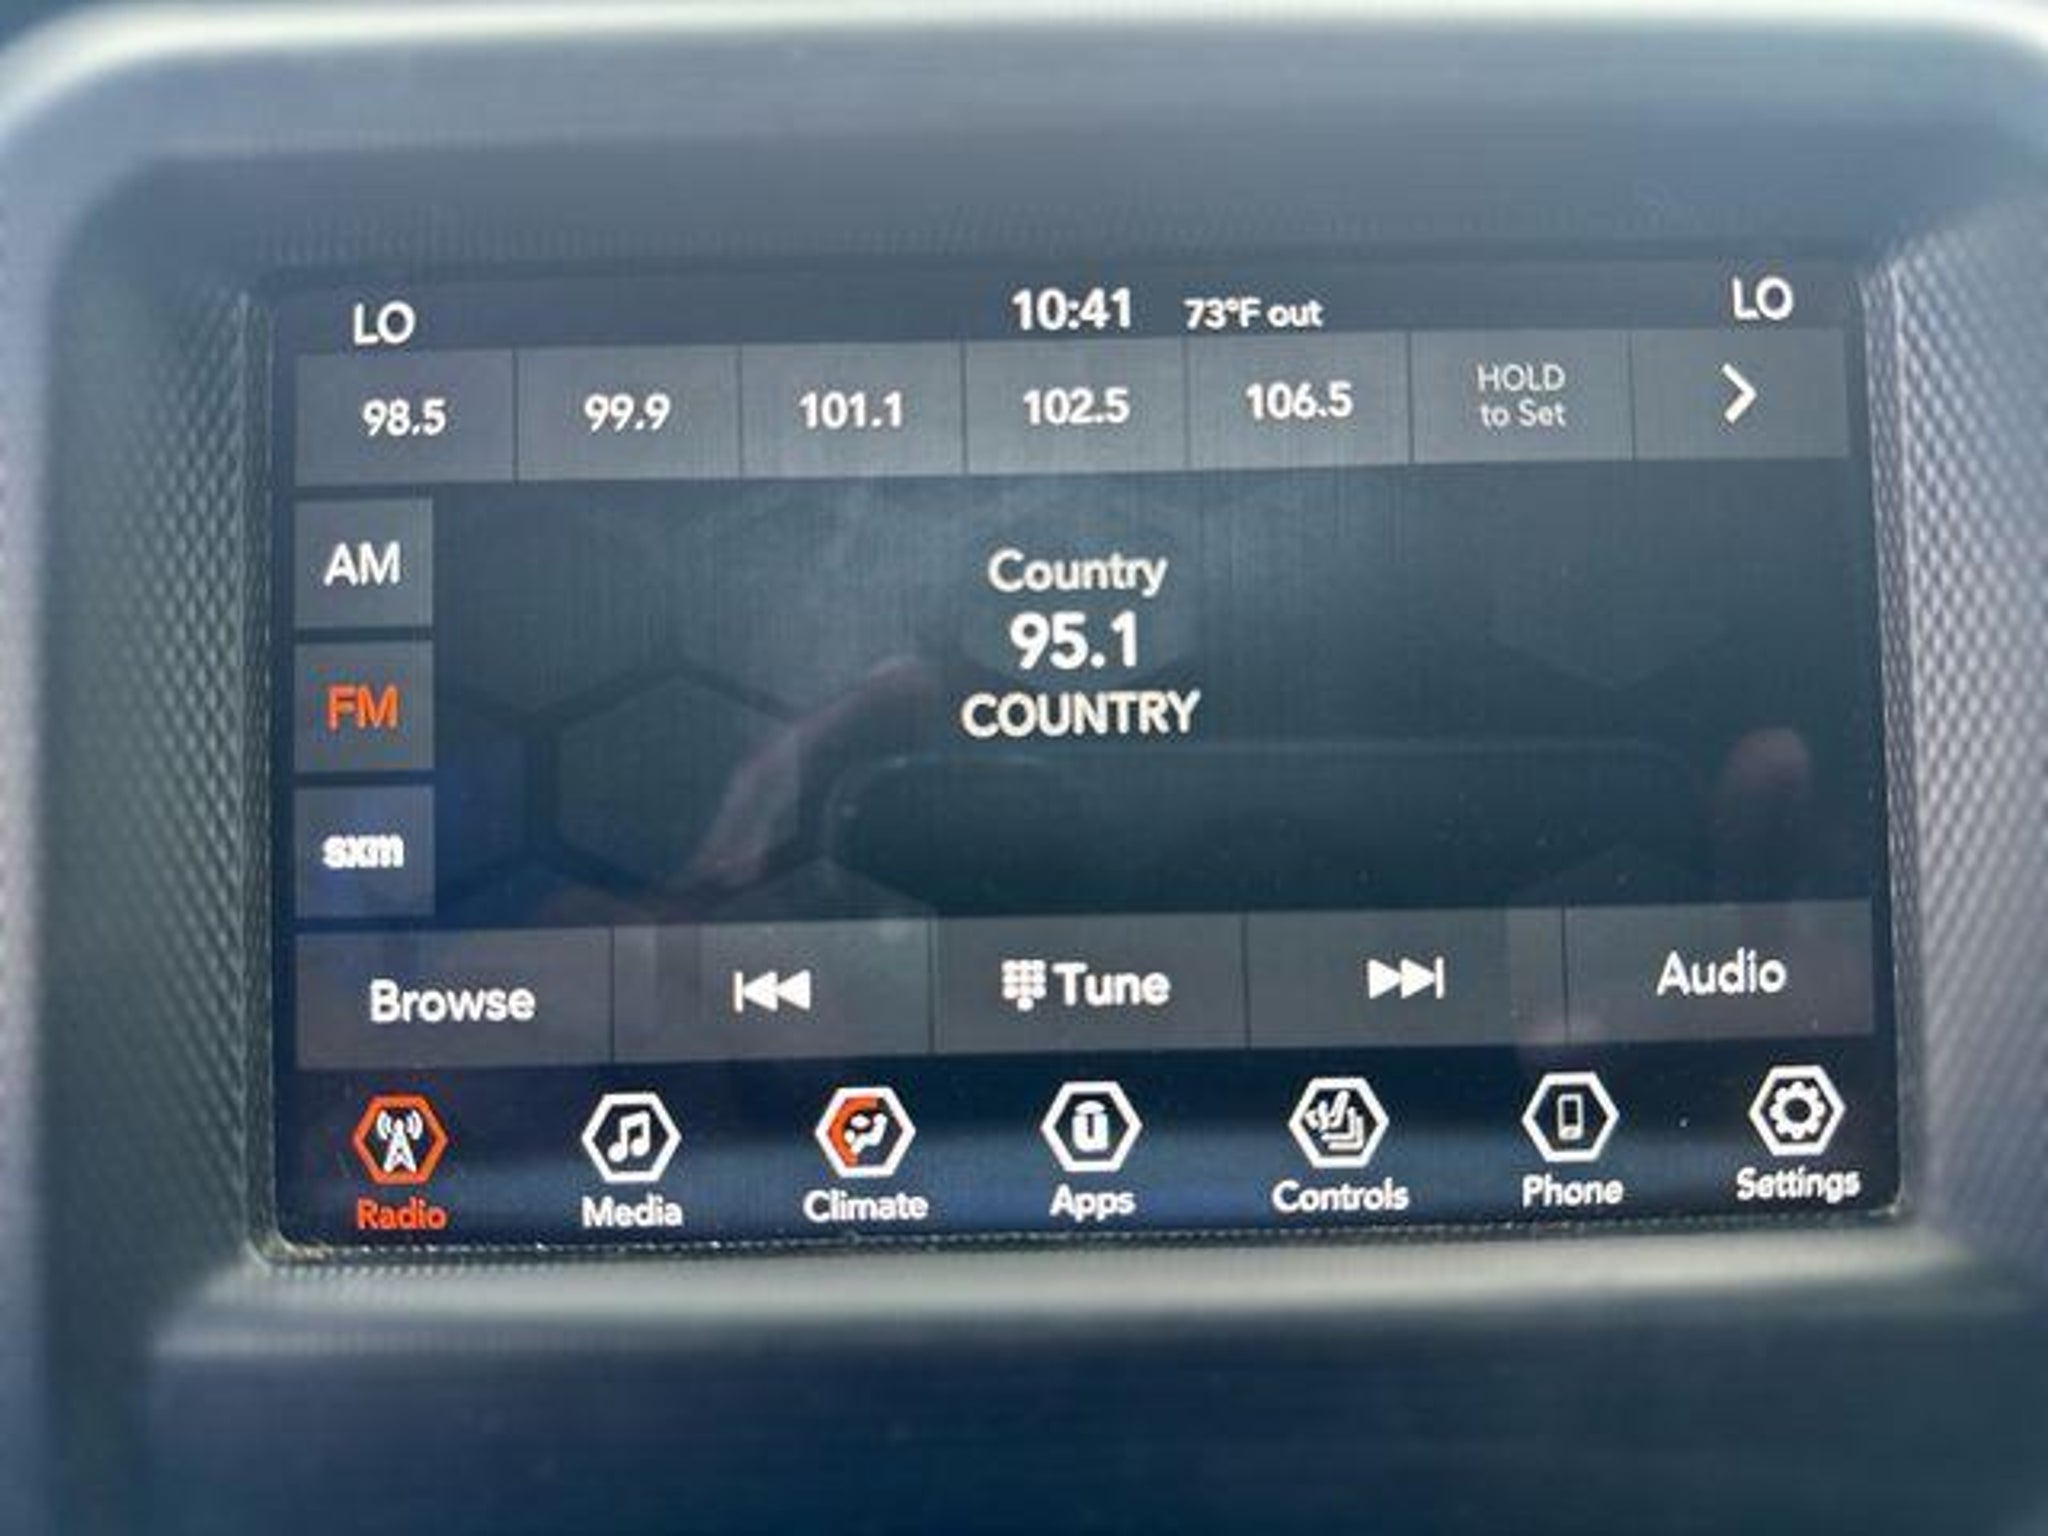 LO 10:41 73°F out LO
98.5 99.9 101.1 102.5 106.5 HOLD
to Set
AM
Country
95.1
FM
COUNTRY
sxm
Browse Tune Audio
Radio Media Climate Apps Controls Phone Settings